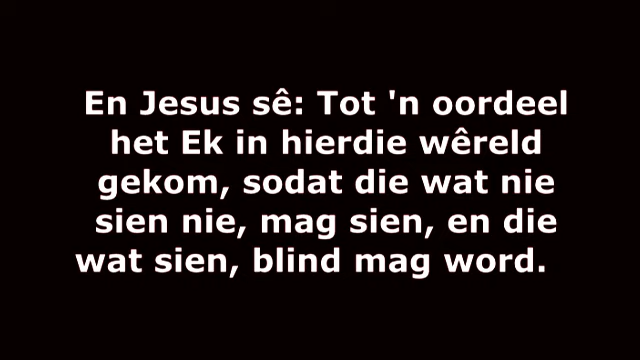 En Jesus sê: Tot 'n oordeel
het Ek in hierdie wêreld
gekom, sodat die wat nie
sien nie, mag sien, en die
wat sien, blind mag word.